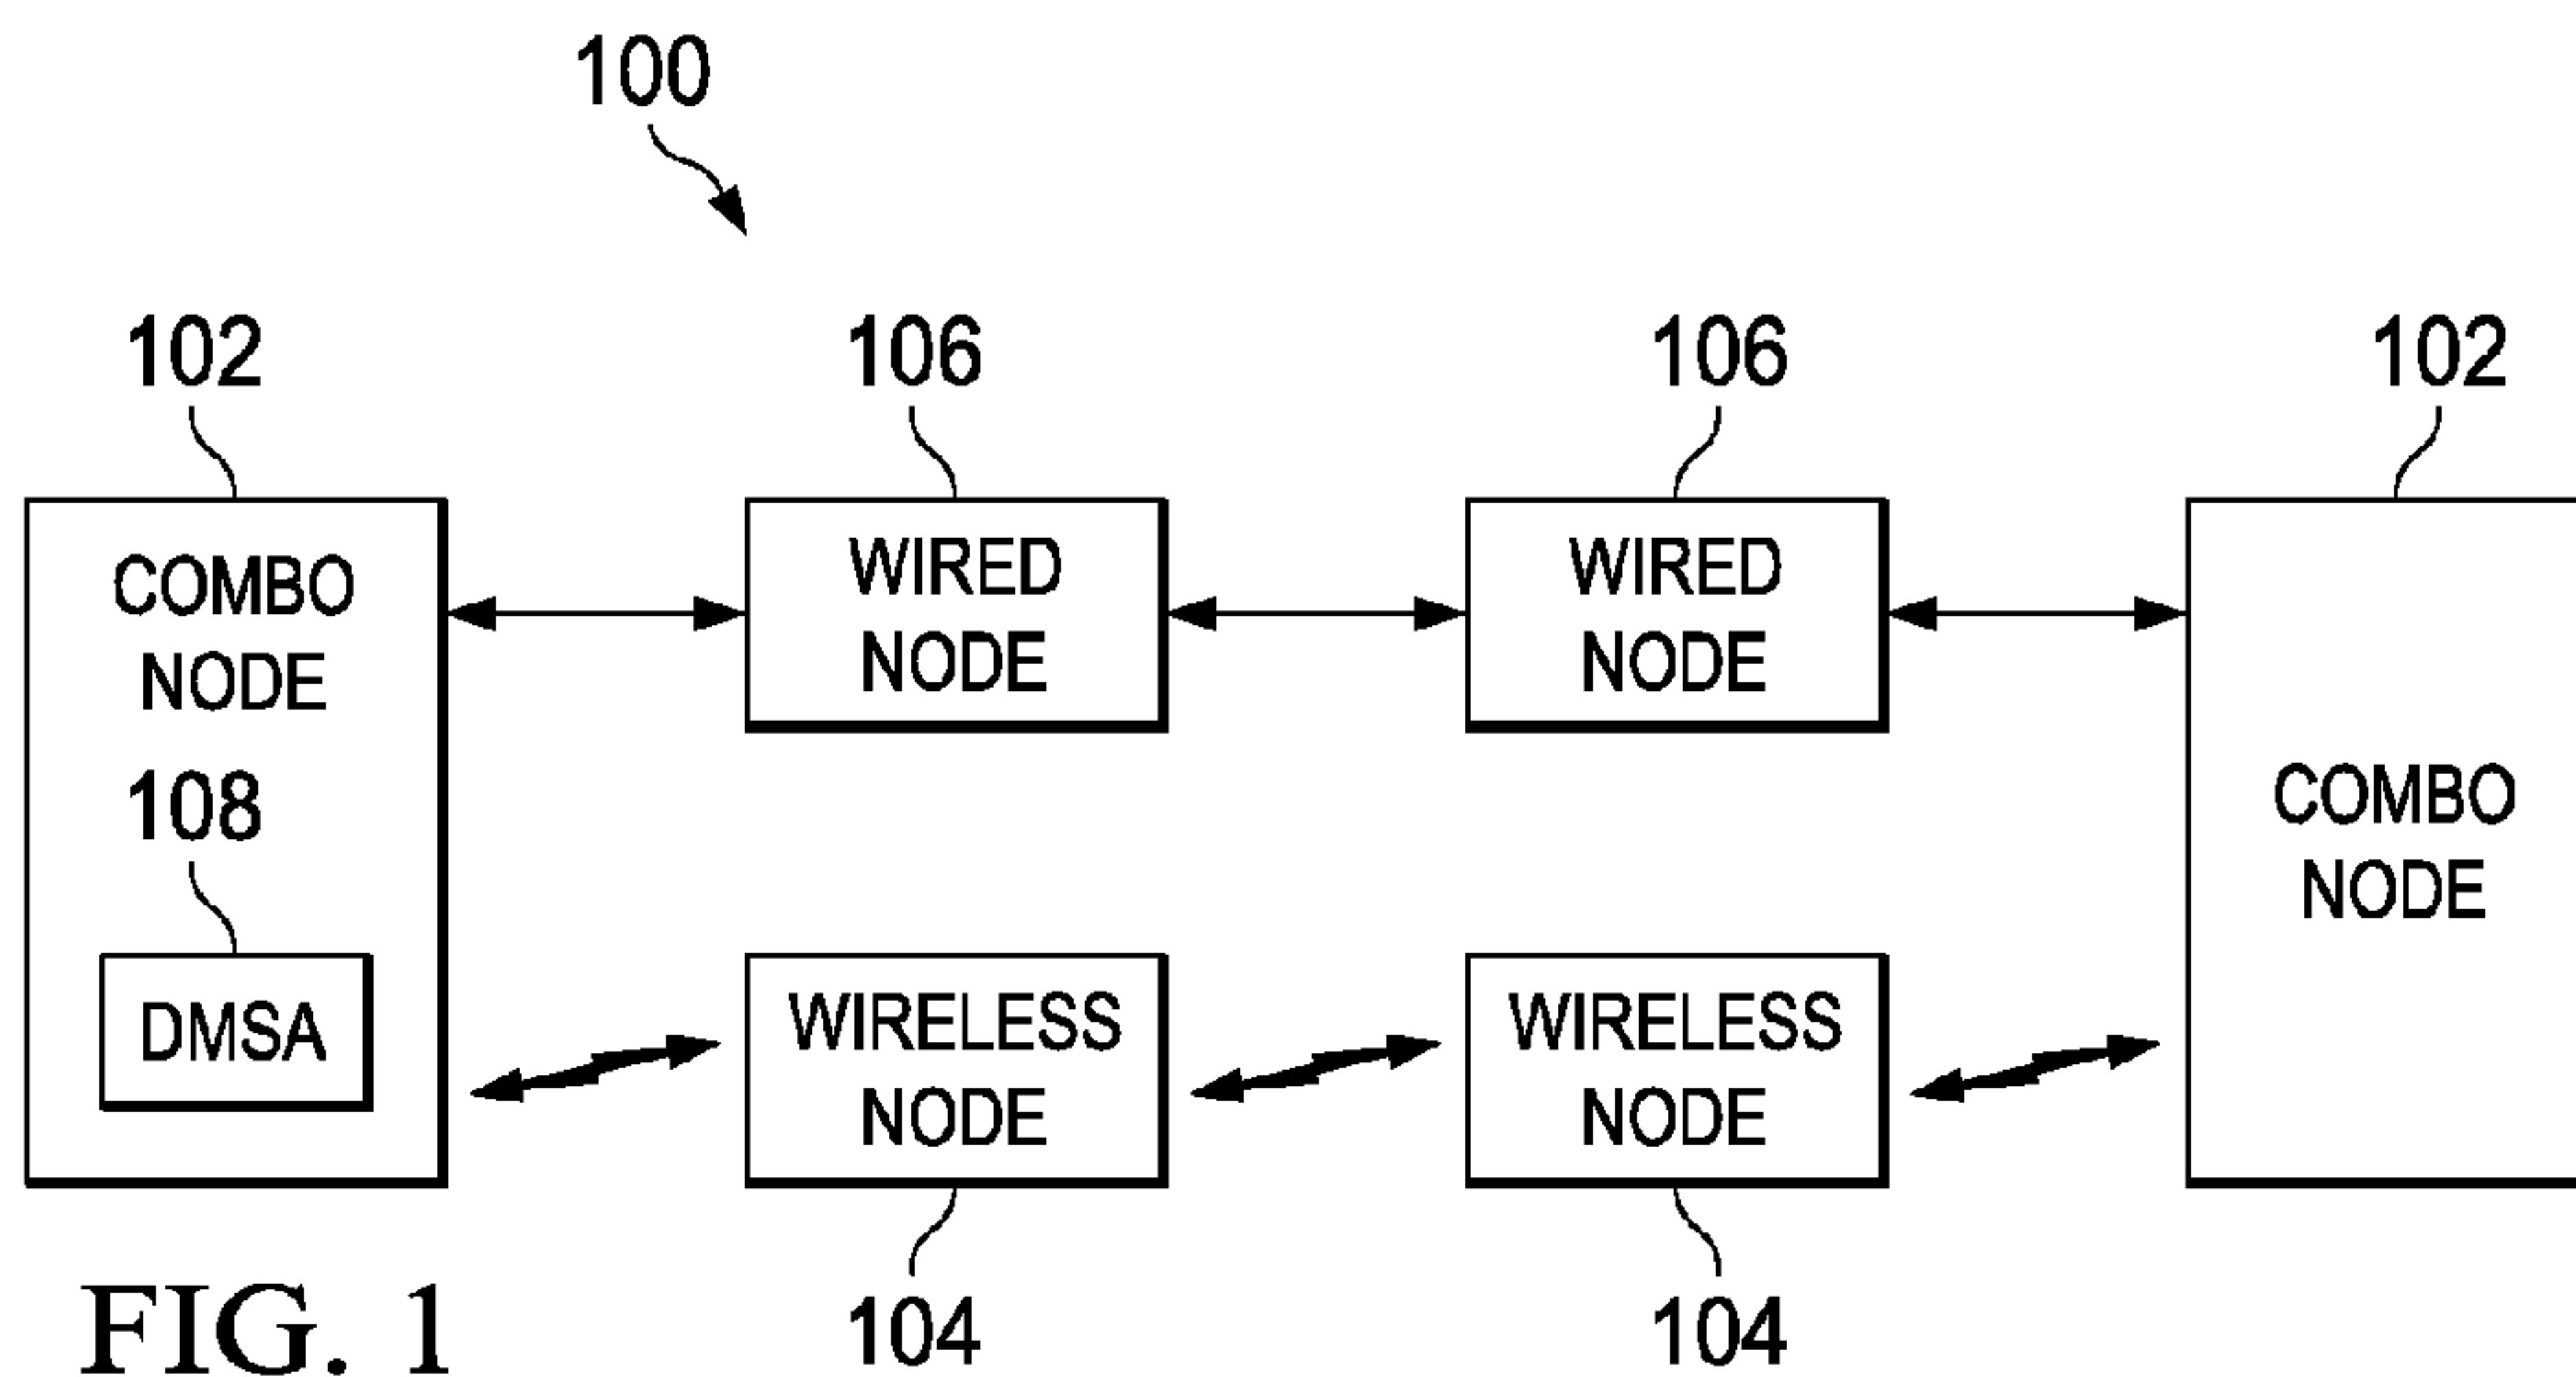 100
102
106
106
102
COMBO
NODE
WIRED
NODE
WIRED
NODE
COMBO
NODE
108
DMSA
WIRELESS
NODE
WIRELESS
NODE
104
104
FIG. 1